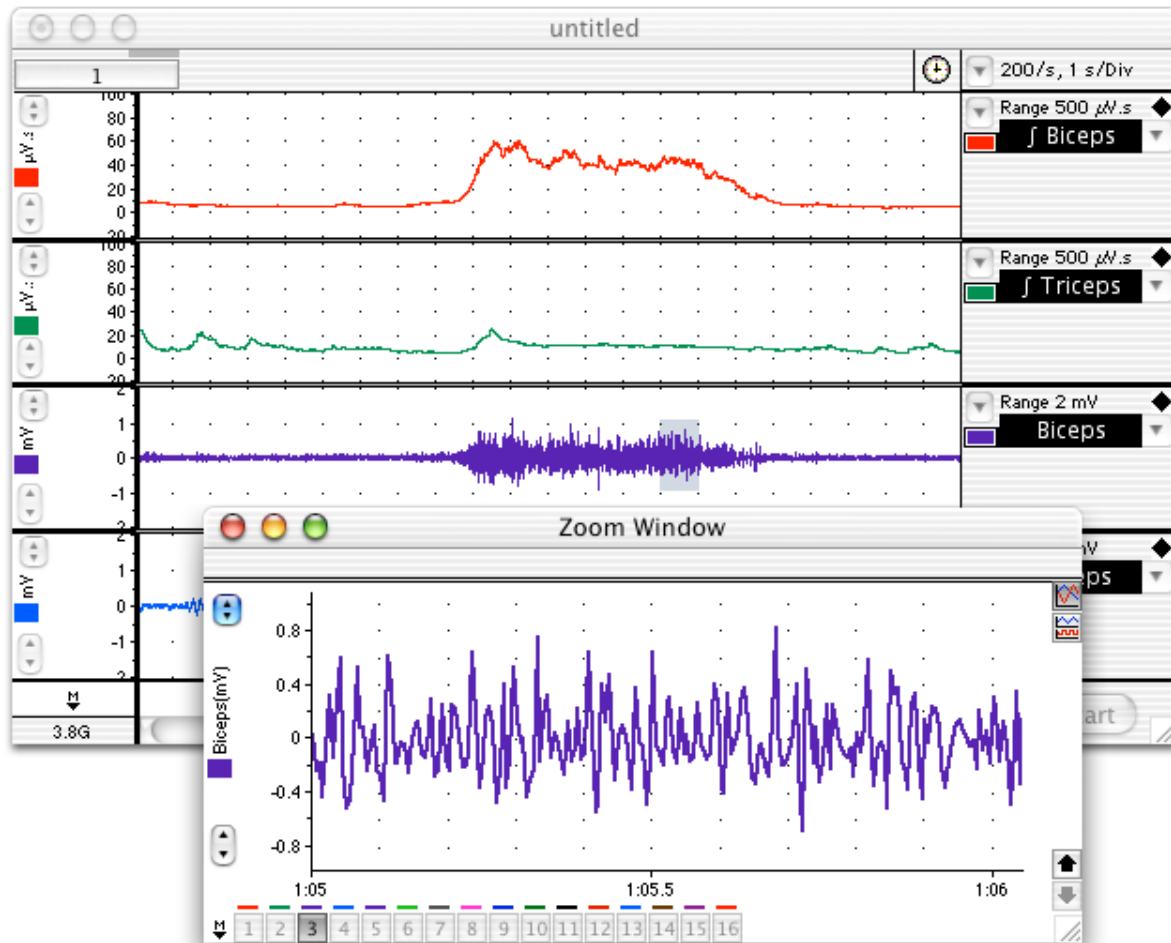 untitled
1
200/s, 1 s/Div
100
80
60
40
20
0
20
µV.s
Range 500 µV.s
∫ Biceps
100
80
60
40
20
0
20
Range 500 µV.s
∫ Triceps
2
1
0
-1
2
mV
Range 2 mV
Biceps
2
1
0
-1
2
mV
M
3.8G
Zoom Window
0.8
0.4
0
-0.4
-0.8
Biceps(mV)
1:05 1:05.5 1:06
M 1 2 3 4 5 6 7 8 9 10 11 12 13 14 15 16